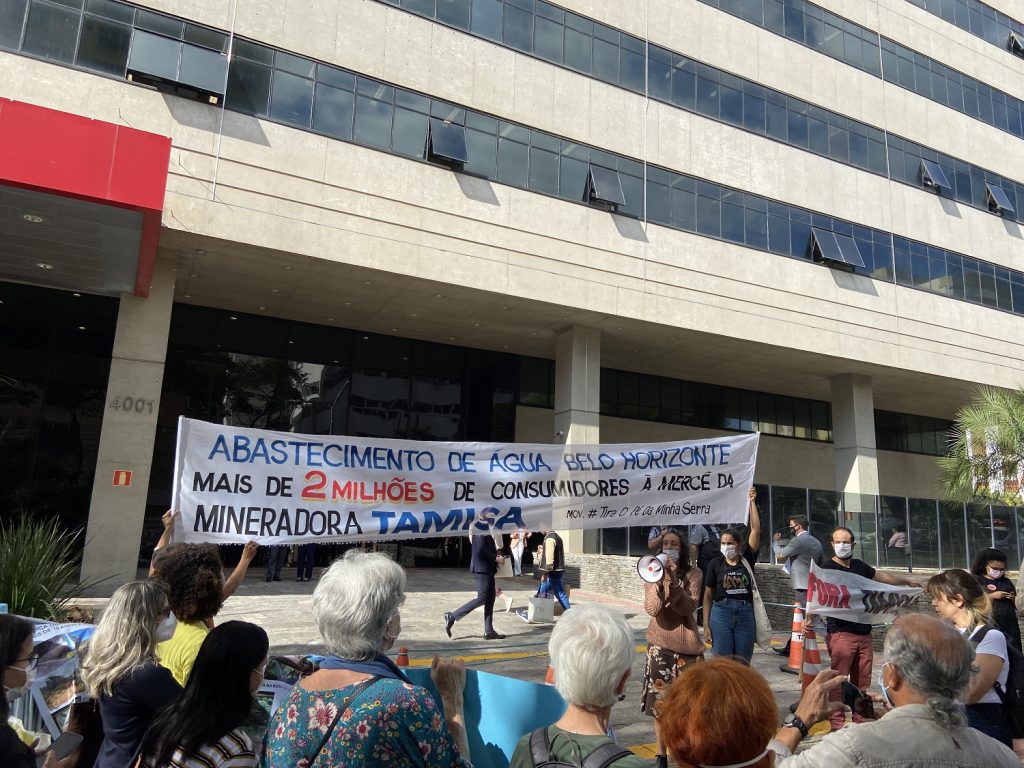 4001
ABASTECIMENTO DE ÁGUA BELO HORIZONTE
MAIS DE 2 MILHÕES DE CONSUMIDORES À MERCÊ DA
MINERADORA TAMISA MOV. # Tira O Pé Da Minha Serra
FORA